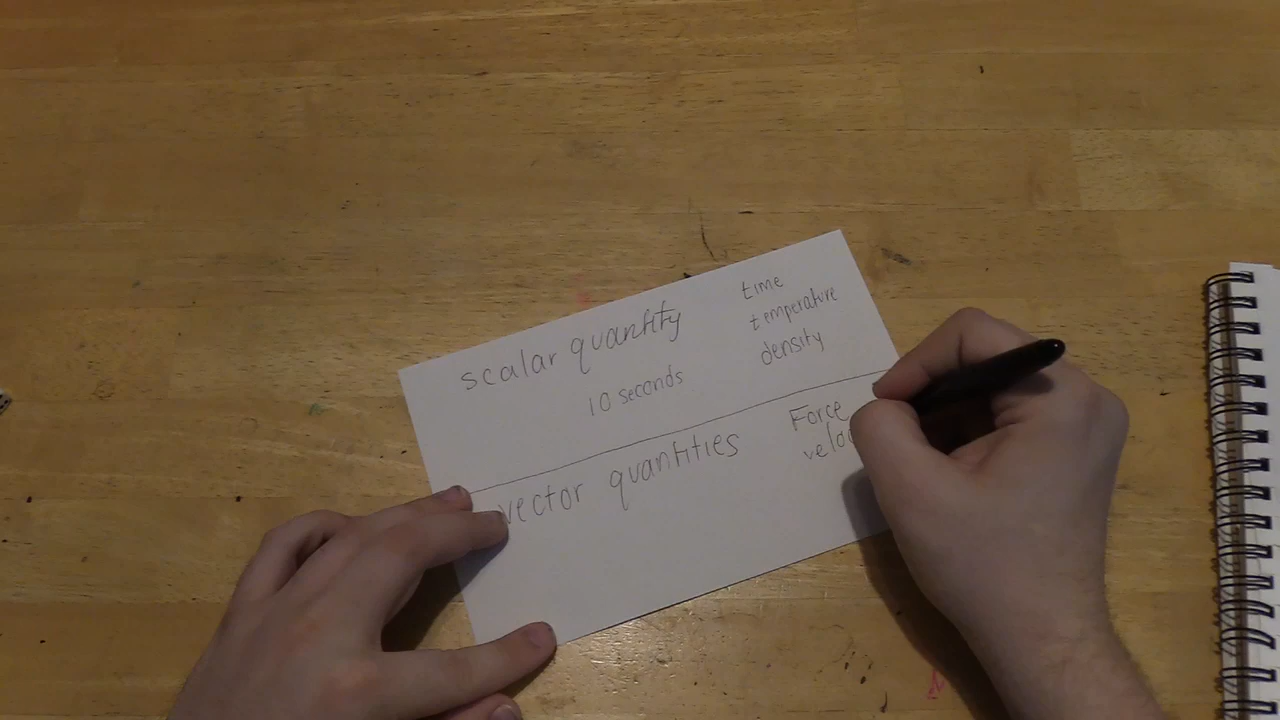 scalar quantity
10 seconds
time
temperature
density
vector quantities
Force